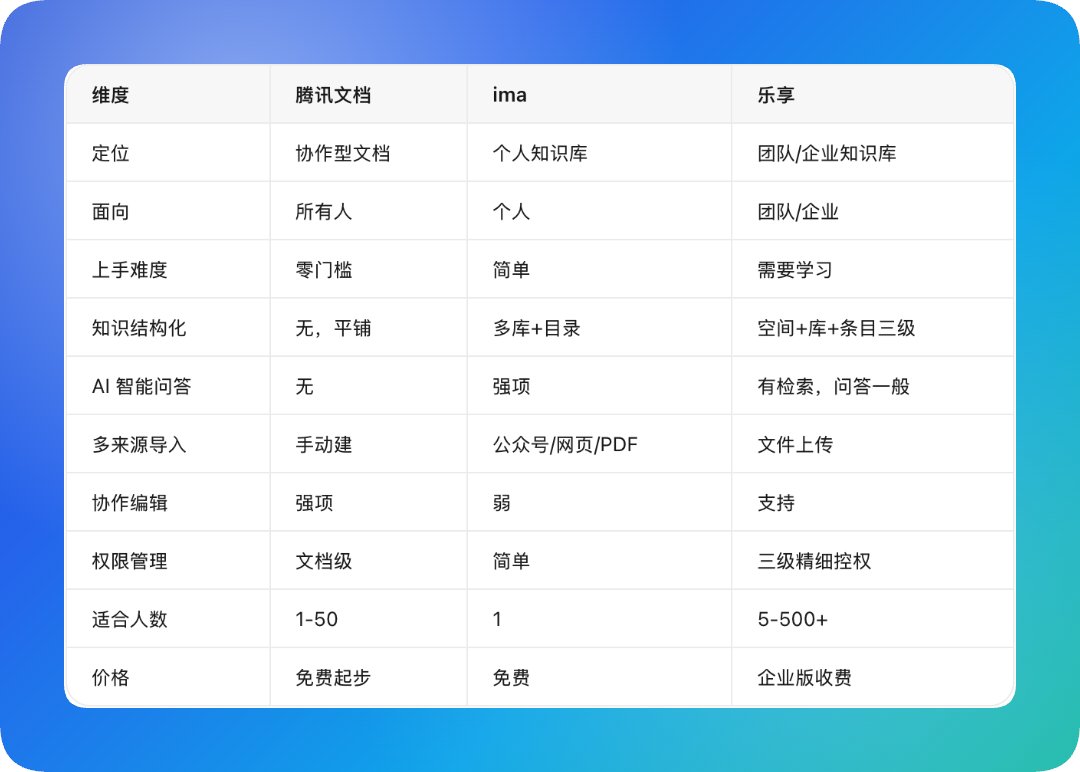 维度 腾讯文档 ima 乐享
定位 协作型文档 个人知识库 团队/企业知识库
面向 所有人 个人 团队/企业
上手难度 零门槛 简单 需要学习
知识结构化 无，平铺 多库+目录 空间+库+条目三级
AI 智能问答 无 强项 有检索，问答一般
多来源导入 手动建 公众号/网页/PDF 文件上传
协作编辑 强项 弱 支持
权限管理 文档级 简单 三级精细控权
适合人数 1-50 1 5-500+
价格 免费起步 免费 企业版收费